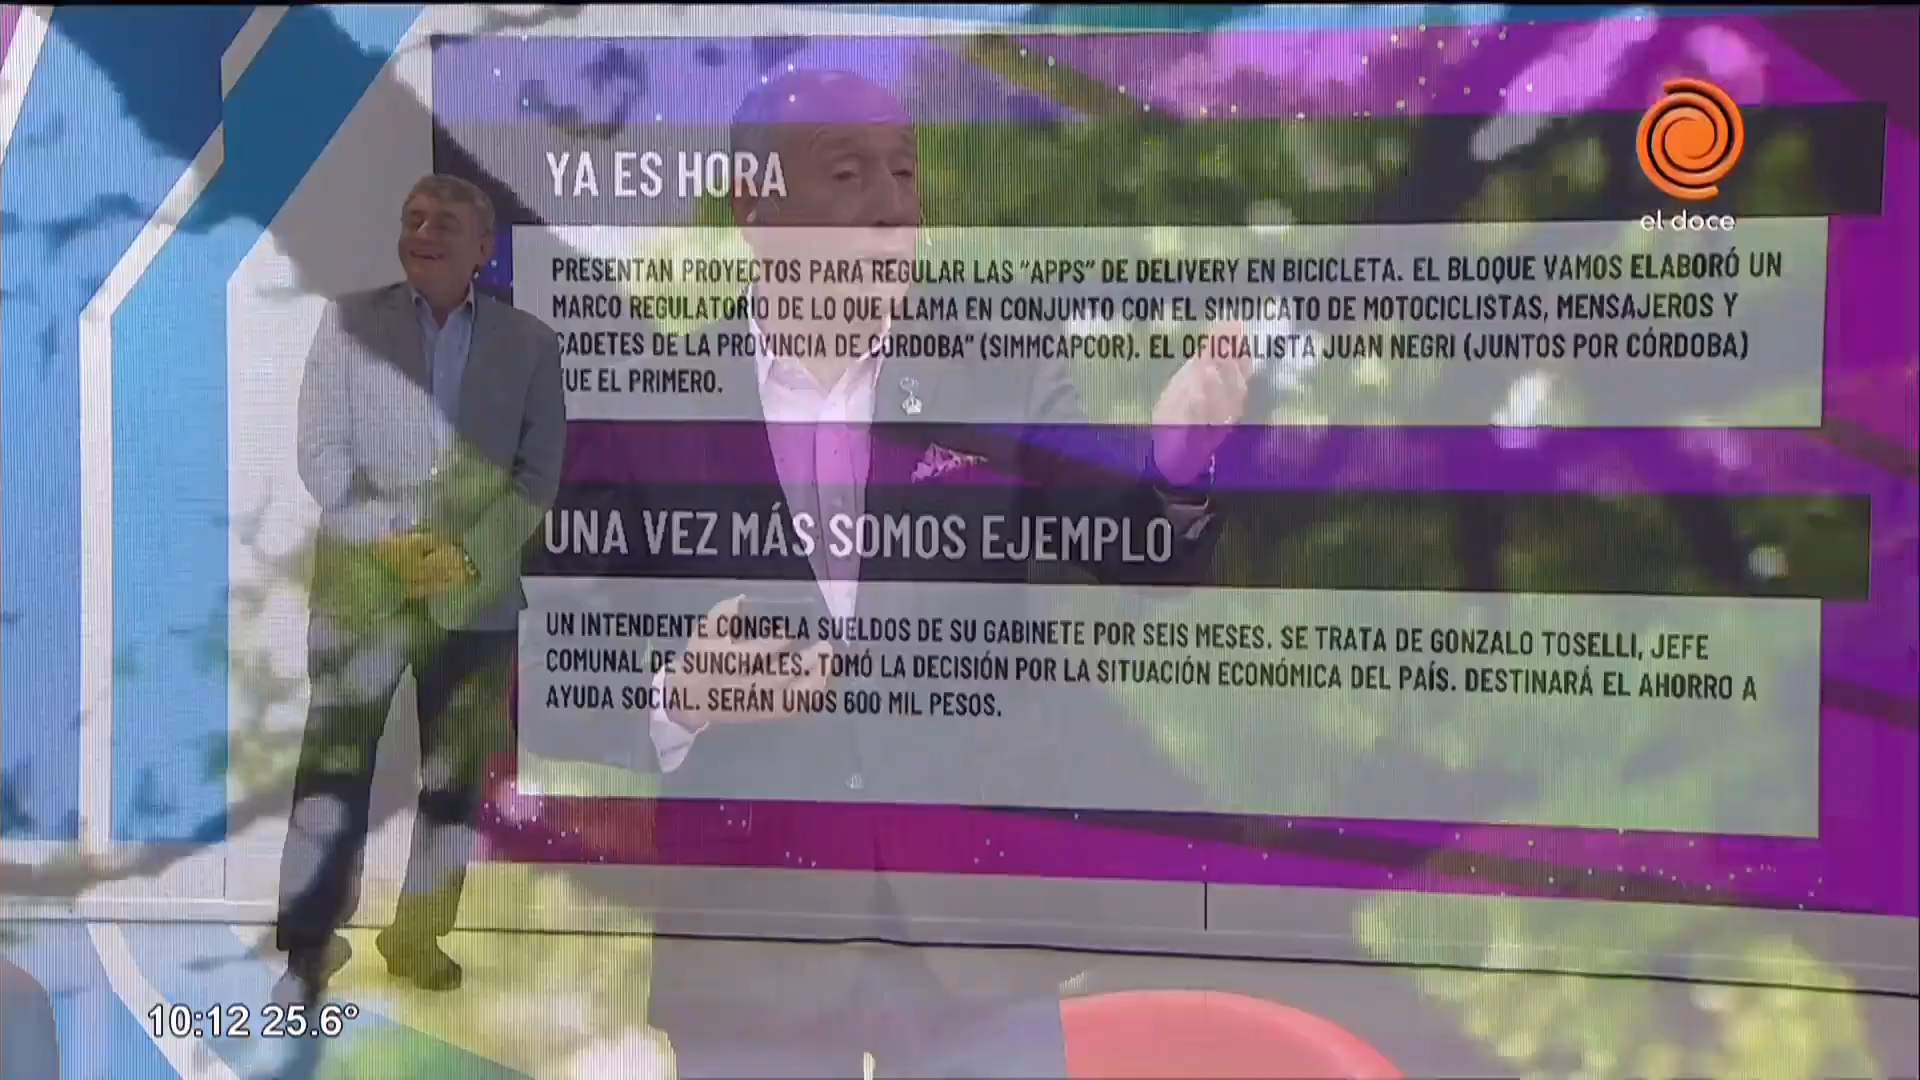 YA ES HORA
el doce
PRESENTAN PROYECTOS PARA REGULAR LAS "APPS" DE DELIVERY EN BICICLETA. EL BLOQUE VAMOS ELABORÓ UN
MARCO REGULATORIO DE LO QUE LLAMA EN CONJUNTO CON EL SINDICATO DE MOTOCICLISTAS, MENSAJEROS Y
CADETES DE LA PROVINCIA DE CÓRDOBA" (SIMMCAPCOR). EL OFICIALISTA JUAN NEGRI (JUNTOS POR CÓRDOBA)
FUE EL PRIMERO.
UNA VEZ MÁS SOMOS EJEMPLO
UN INTENDENTE CONGELA SUELDOS DE SU GABINETE POR SEIS MESES. SE TRATA DE GONZALO TOSELLI, JEFE
COMUNAL DE SUNCHALES. TOMÓ LA DECISIÓN POR LA SITUACIÓN ECONÓMICA DEL PAÍS. DESTINARÁ EL AHORRO A
AYUDA SOCIAL. SERÁN UNOS 600 MIL PESOS.
10:12 25.6°